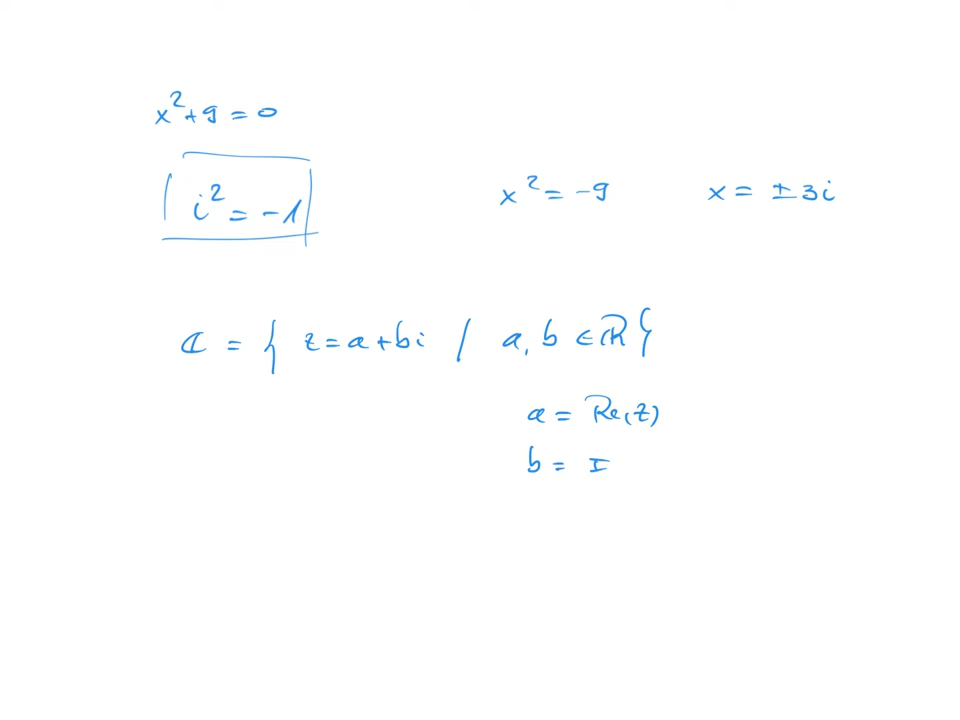 x²+9=0
i²=-1
x²=-9 x=±3i
ℂ = { z=a+bi / a, b ∈ ℝ }
a = Re(z)
b = I